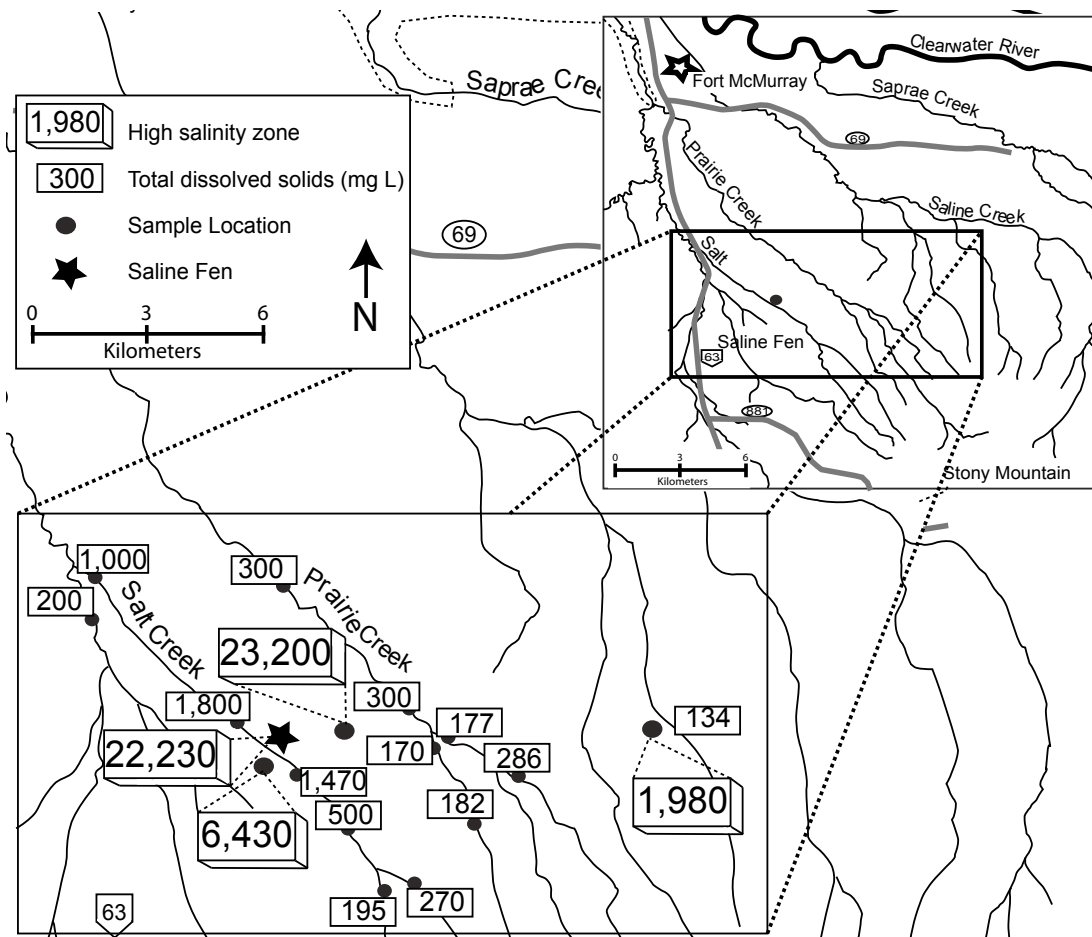 Saprae Cree
1,980
High salinity zone
300
Total dissolved solids (mg L)
Sample Location
Saline Fen
0
3
6
Kilometers
N
69
Clearwater River
Fort McMurray
Saprae Creek
69
Prairie Creek
Saline Creek
Salt
Saline Fen
63
881
0
3
6
Kilometers
Stony Mountain
1,000
200
Salt Creek
300
Prairie Creek
23,200
1,800
300
22,230
177
170
134
286
1,470
1,980
182
500
6,430
195
270
63